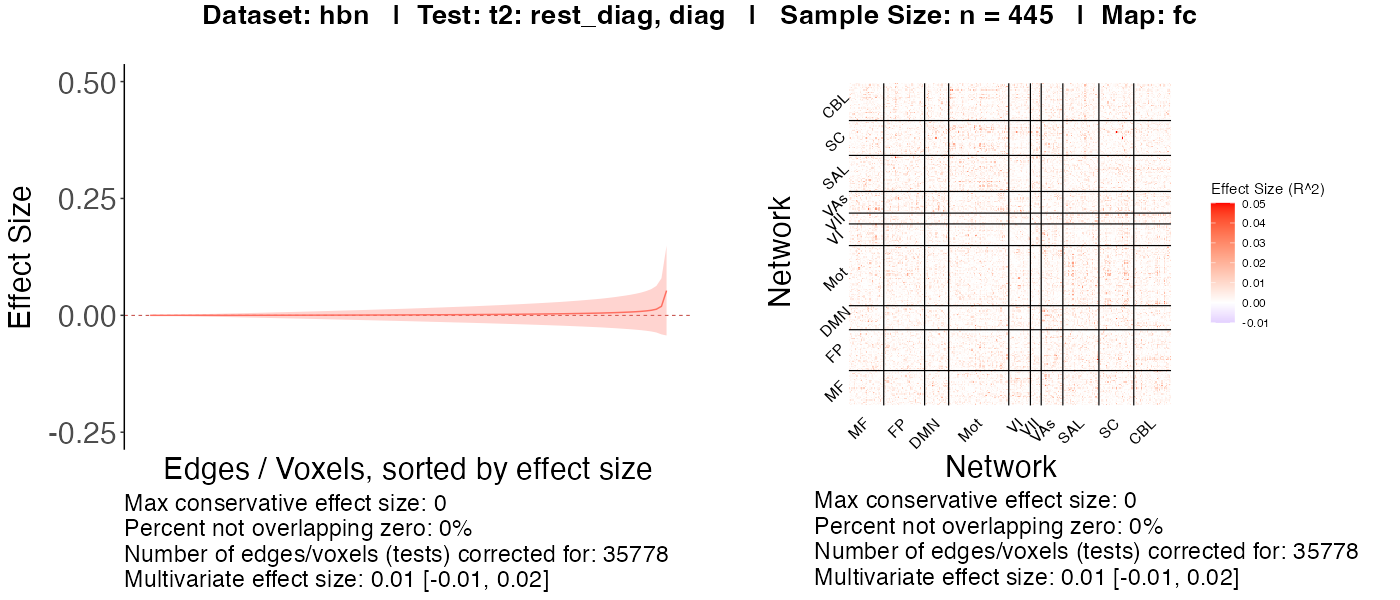 Dataset: hbn | Test: t2: rest_diag, diag | Sample Size: n = 445 | Map: fc
0.50
0.25
0.00
-0.25
Effect Size
Edges / Voxels, sorted by effect size
Max conservative effect size: 0
Percent not overlapping zero: 0%
Number of edges/voxels (tests) corrected for: 35778
Multivariate effect size: 0.01 [-0.01, 0.02]
Network
CBL
SC
SAL
VAs
VII
VI
Mot
DMN
FP
MF
MF
FP
DMN
Mot
VI
VII
VAs
SAL
SC
CBL
Network
Effect Size (R^2)
0.05
0.04
0.03
0.02
0.01
0.00
-0.01
Max conservative effect size: 0
Percent not overlapping zero: 0%
Number of edges/voxels (tests) corrected for: 35778
Multivariate effect size: 0.01 [-0.01, 0.02]